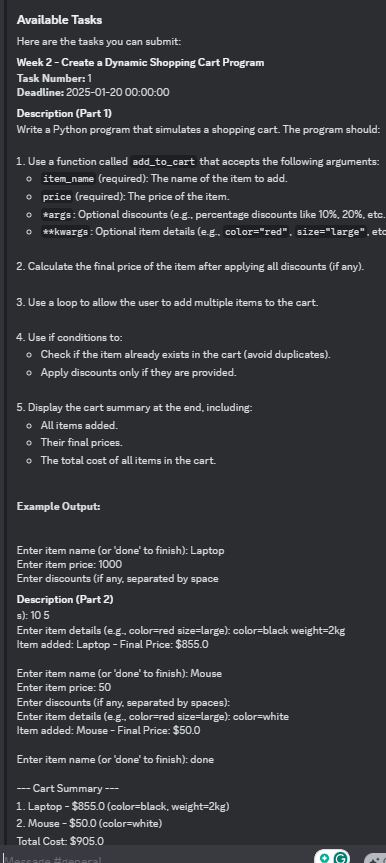 Available Tasks
Here are the tasks you can submit:
Week 2 - Create a Dynamic Shopping Cart Program
Task Number: 1
Deadline: 2025-01-20 00:00:00
Description (Part 1)
Write a Python program that simulates a shopping cart. The program should:
1. Use a function called add_to_cart that accepts the following arguments:
○ item_name (required): The name of the item to add.
○ price (required): The price of the item.
○ *args: Optional discounts (e.g., percentage discounts like 10%, 20%, etc.
○ **kwargs: Optional item details (e.g., color="red", size="large", etc
2. Calculate the final price of the item after applying all discounts (if any).
3. Use a loop to allow the user to add multiple items to the cart.
4. Use if conditions to:
○ Check if the item already exists in the cart (avoid duplicates).
○ Apply discounts only if they are provided.
5. Display the cart summary at the end, including:
○ All items added.
○ Their final prices.
○ The total cost of all items in the cart.
Example Output:
Enter item name (or 'done' to finish): Laptop
Enter item price: 1000
Enter discounts (if any, separated by space
Description (Part 2)
s): 10 5
Enter item details (e.g., color=red size=large): color=black weight=2kg
Item added: Laptop - Final Price: $855.0
Enter item name (or 'done' to finish): Mouse
Enter item price: 50
Enter discounts (if any, separated by spaces):
Enter item details (e.g., color=red size=large): color=white
Item added: Mouse - Final Price: $50.0
Enter item name (or 'done' to finish): done
--- Cart Summary ---
1. Laptop - $855.0 (color=black, weight=2kg)
2. Mouse - $50.0 (color=white)
Total Cost: $905.0
Message #general